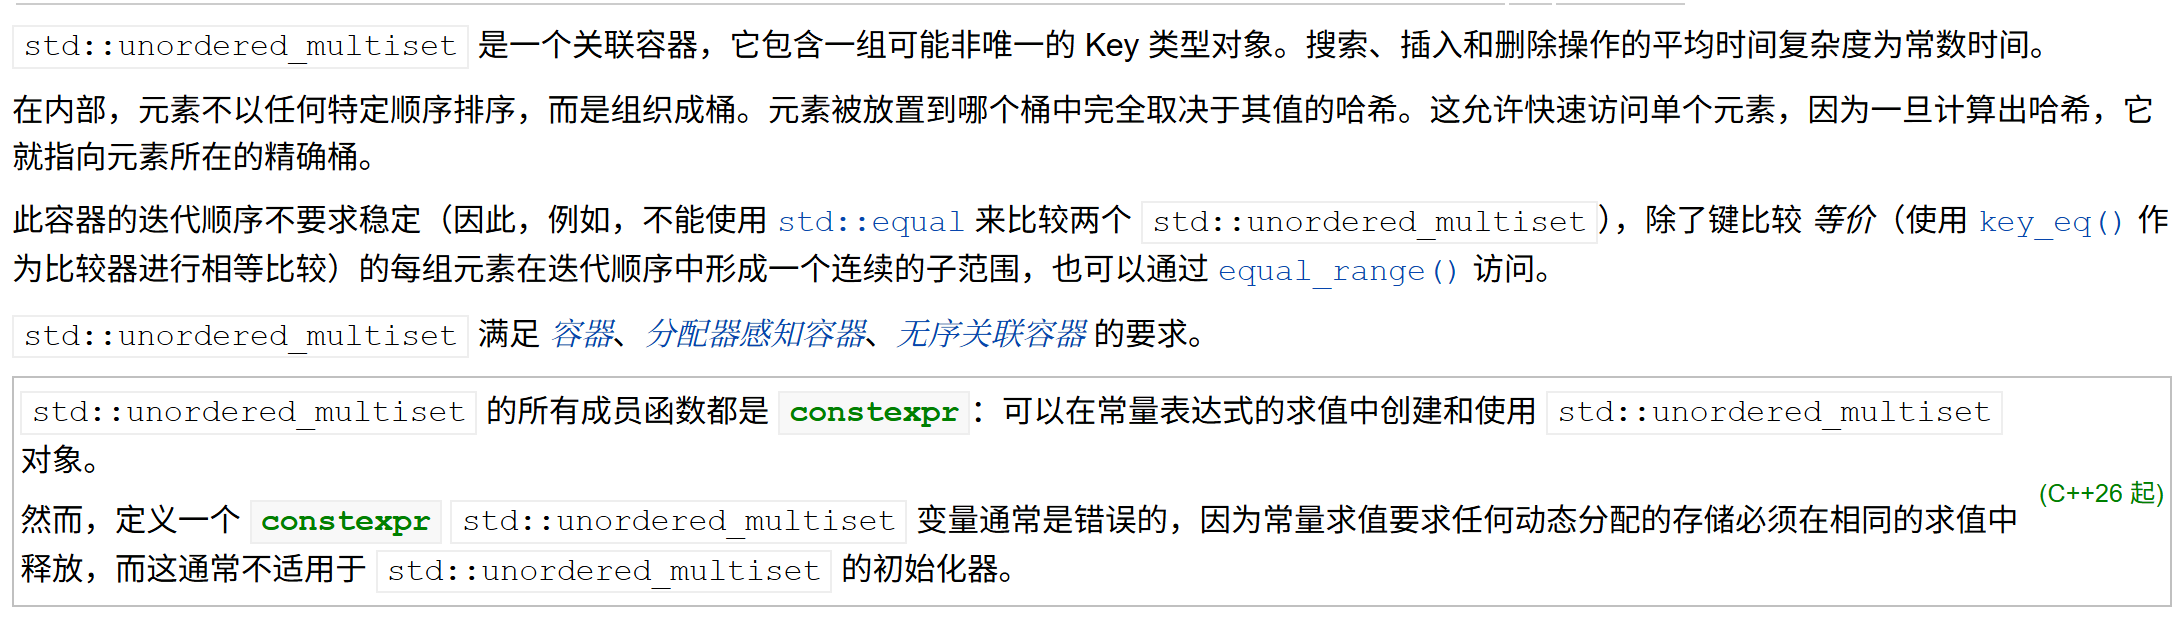 std::unordered_multiset 是一个关联容器，它包含一组可能非唯一的 Key 类型对象。搜索、插入和删除操作的平均时间复杂度为常数时间。
在内部，元素不以任何特定顺序排序，而是组织成桶。元素被放置到哪个桶中完全取决于其值的哈希。这允许快速访问单个元素，因为一旦计算出哈希，它
就指向元素所在的精确桶。
此容器的迭代顺序不要求稳定（因此，例如，不能使用 std::equal 来比较两个 std::unordered_multiset），除了键比较 等价（使用 key_eq() 作
为比较器进行相等比较）的每组元素在迭代顺序中形成一个连续的子范围，也可以通过 equal_range() 访问。
std::unordered_multiset 满足 容器、分配器感知容器、无序关联容器 的要求。
std::unordered_multiset 的所有成员函数都是 constexpr：可以在常量表达式的求值中创建和使用 std::unordered_multiset
对象。
(C++26 起)
然而，定义一个 constexpr std::unordered_multiset 变量通常是错误的，因为常量求值要求任何动态分配的存储必须在相同的求值中
释放，而这通常不适用于 std::unordered_multiset 的初始化器。